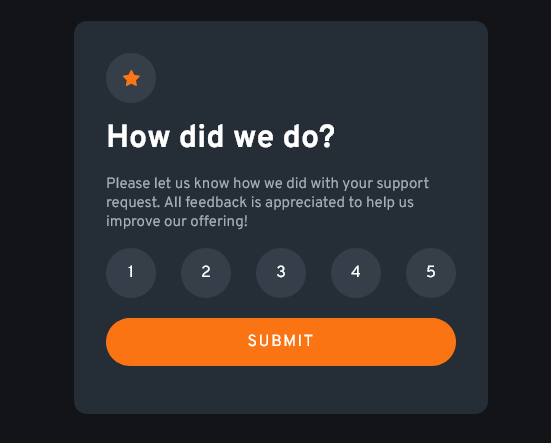 How did we do?
Please let us know how we did with your support
request. All feedback is appreciated to help us
improve our offering!
1 2 3 4 5
SUBMIT